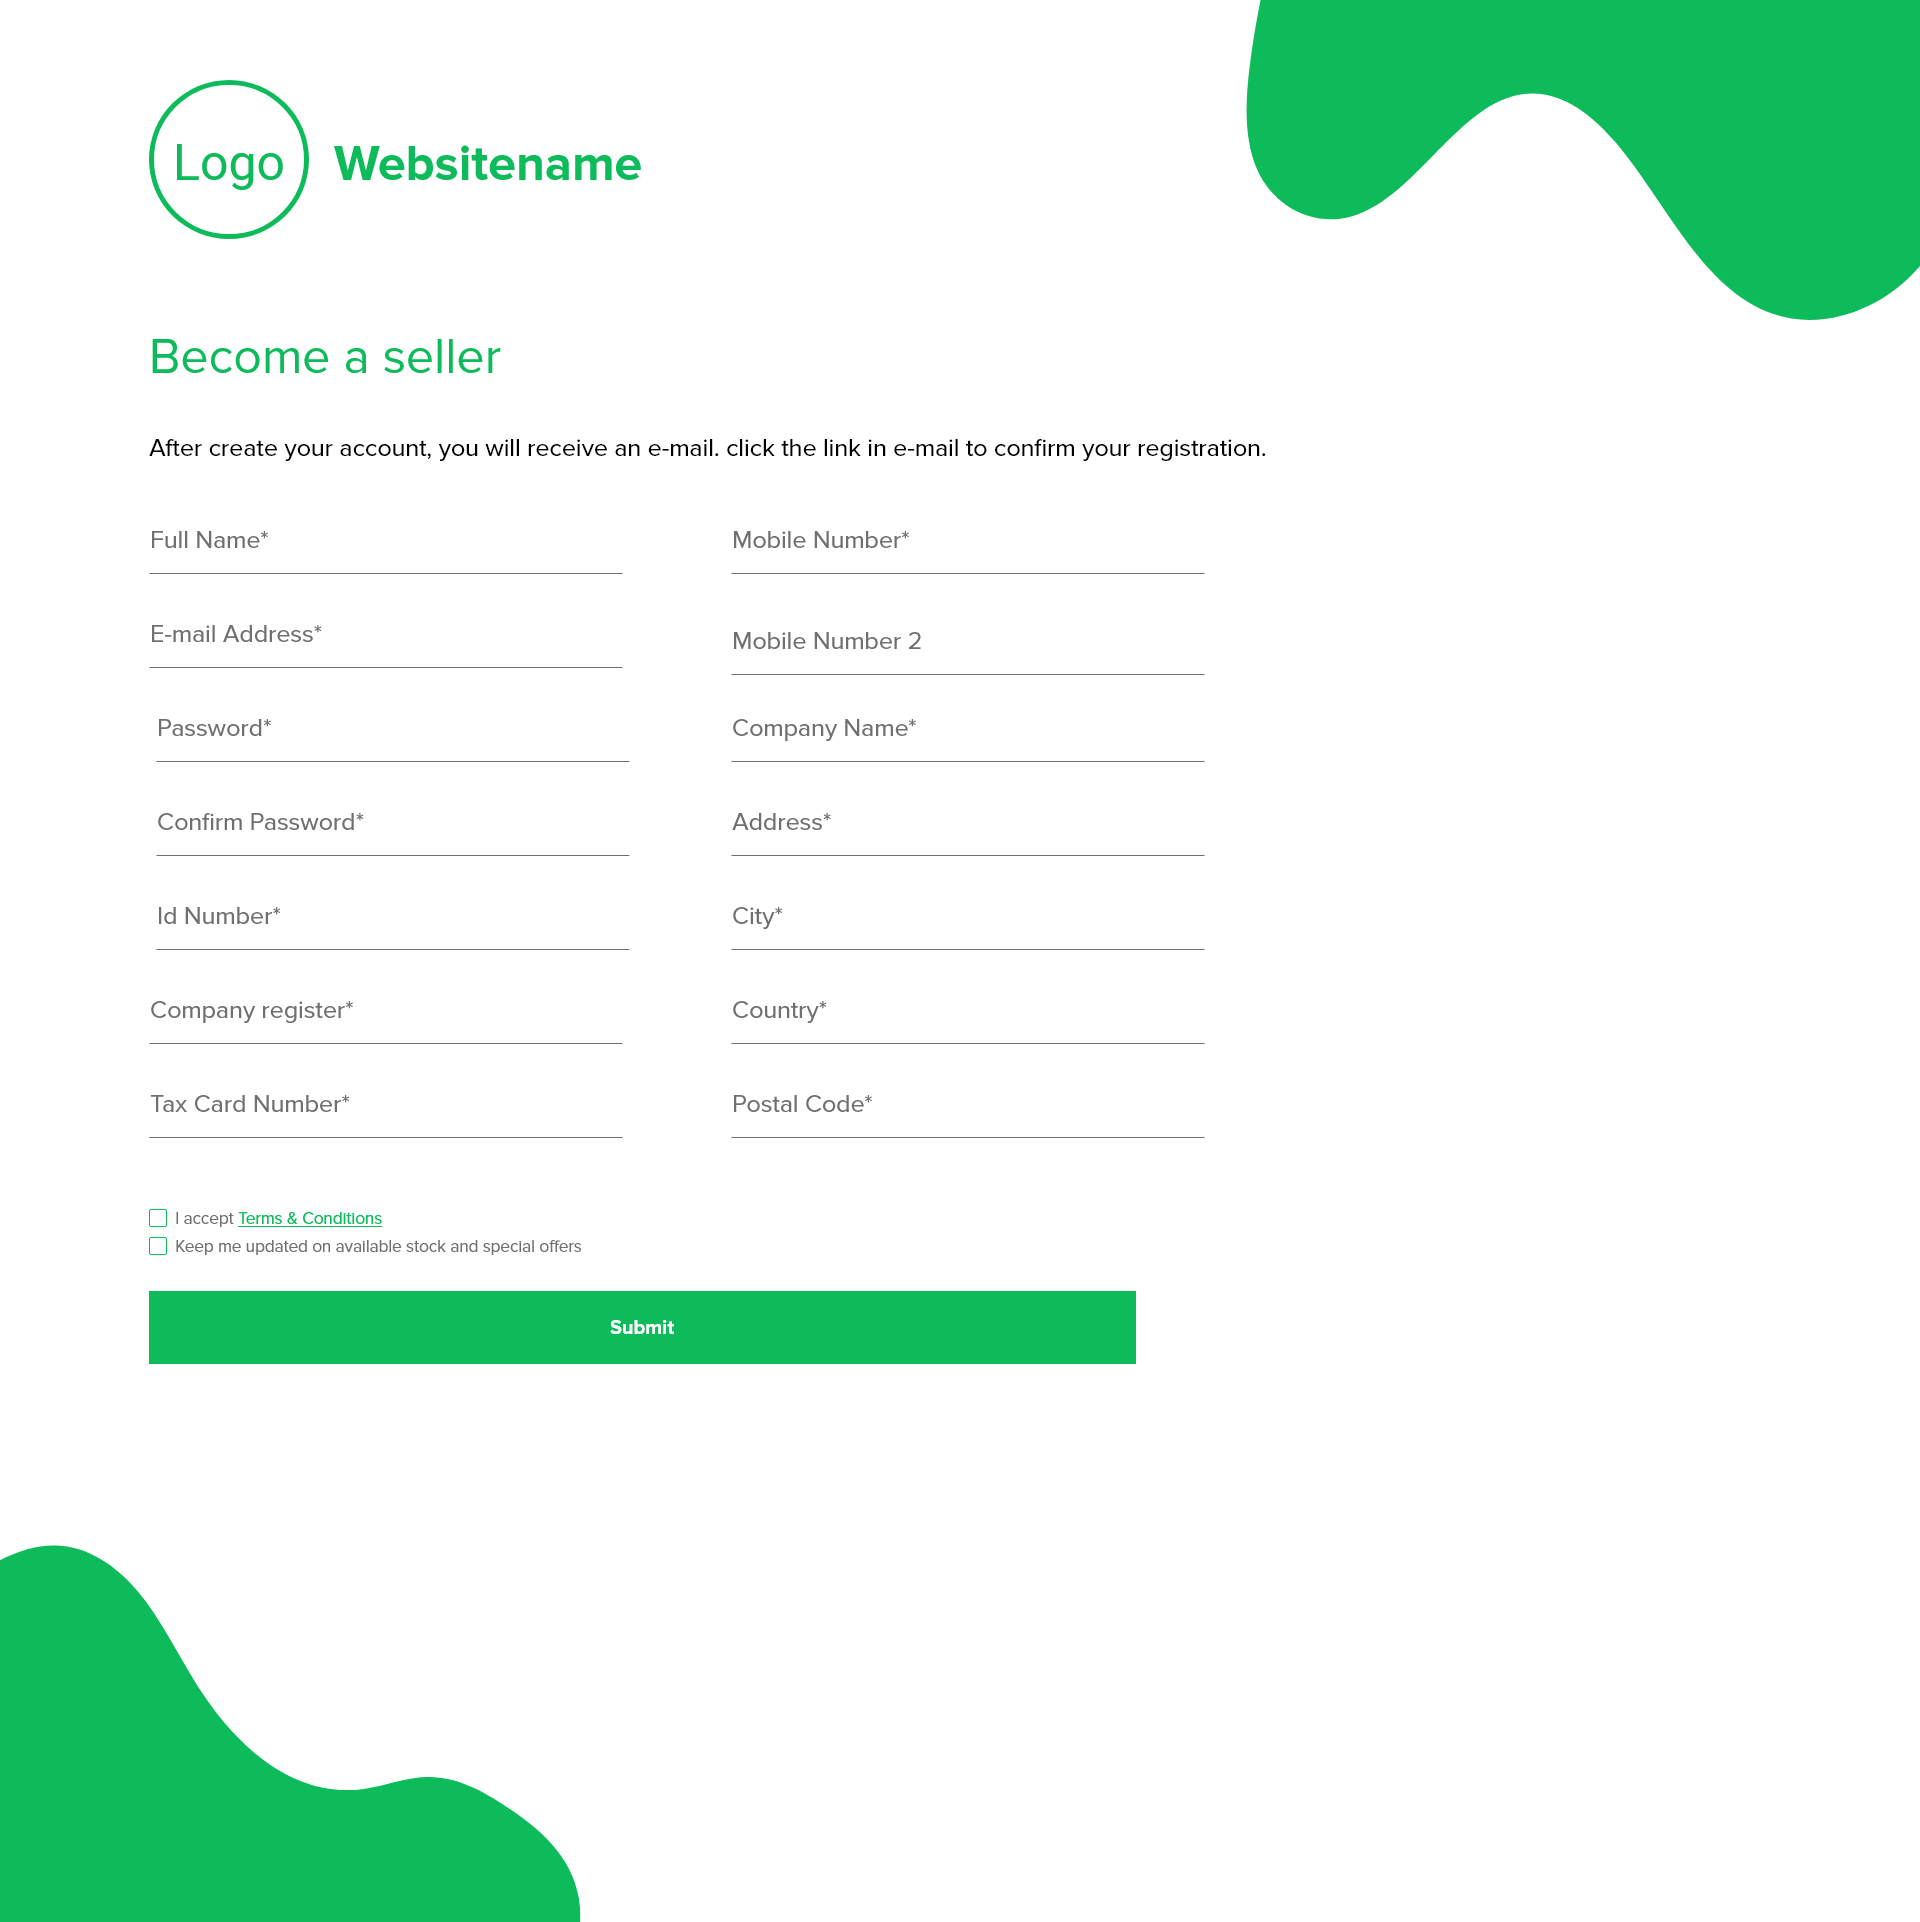 Logo
Websitename
Become a seller
After create your account, you will receive an e-mail. click the link in e-mail to confirm your registration.
Full Name*
Mobile Number*
E-mail Address*
Mobile Number 2
Password*
Company Name*
Confirm Password*
Address*
Id Number*
City*
Company register*
Country*
Tax Card Number*
Postal Code*
I accept Terms & Conditions
Keep me updated on available stock and special offers
Submit